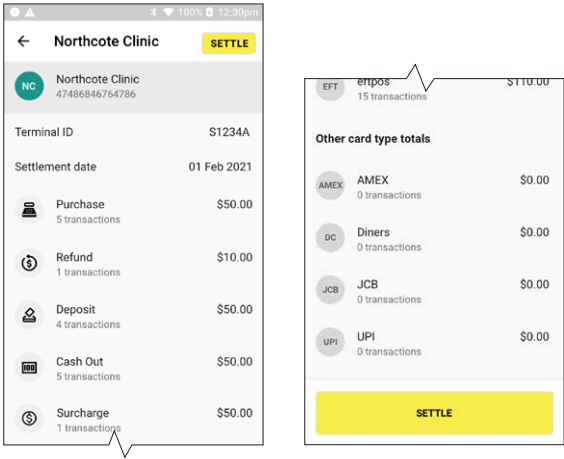 100% 12:30pm
Northcote Clinic SETTLE
NC Northcote Clinic
47486846764786
Terminal ID S1234A
Settlement date 01 Feb 2021
Purchase $50.00
5 transactions
Refund $10.00
1 transactions
Deposit $50.00
4 transactions
Cash Out $50.00
5 transactions
Surcharge $50.00
1 transactions
EFT eftpos $110.00
15 transactions
Other card type totals
AMEX AMEX $0.00
0 transactions
DC Diners $0.00
0 transactions
JCB JCB $0.00
0 transactions
UPI UPI $0.00
0 transactions
SETTLE